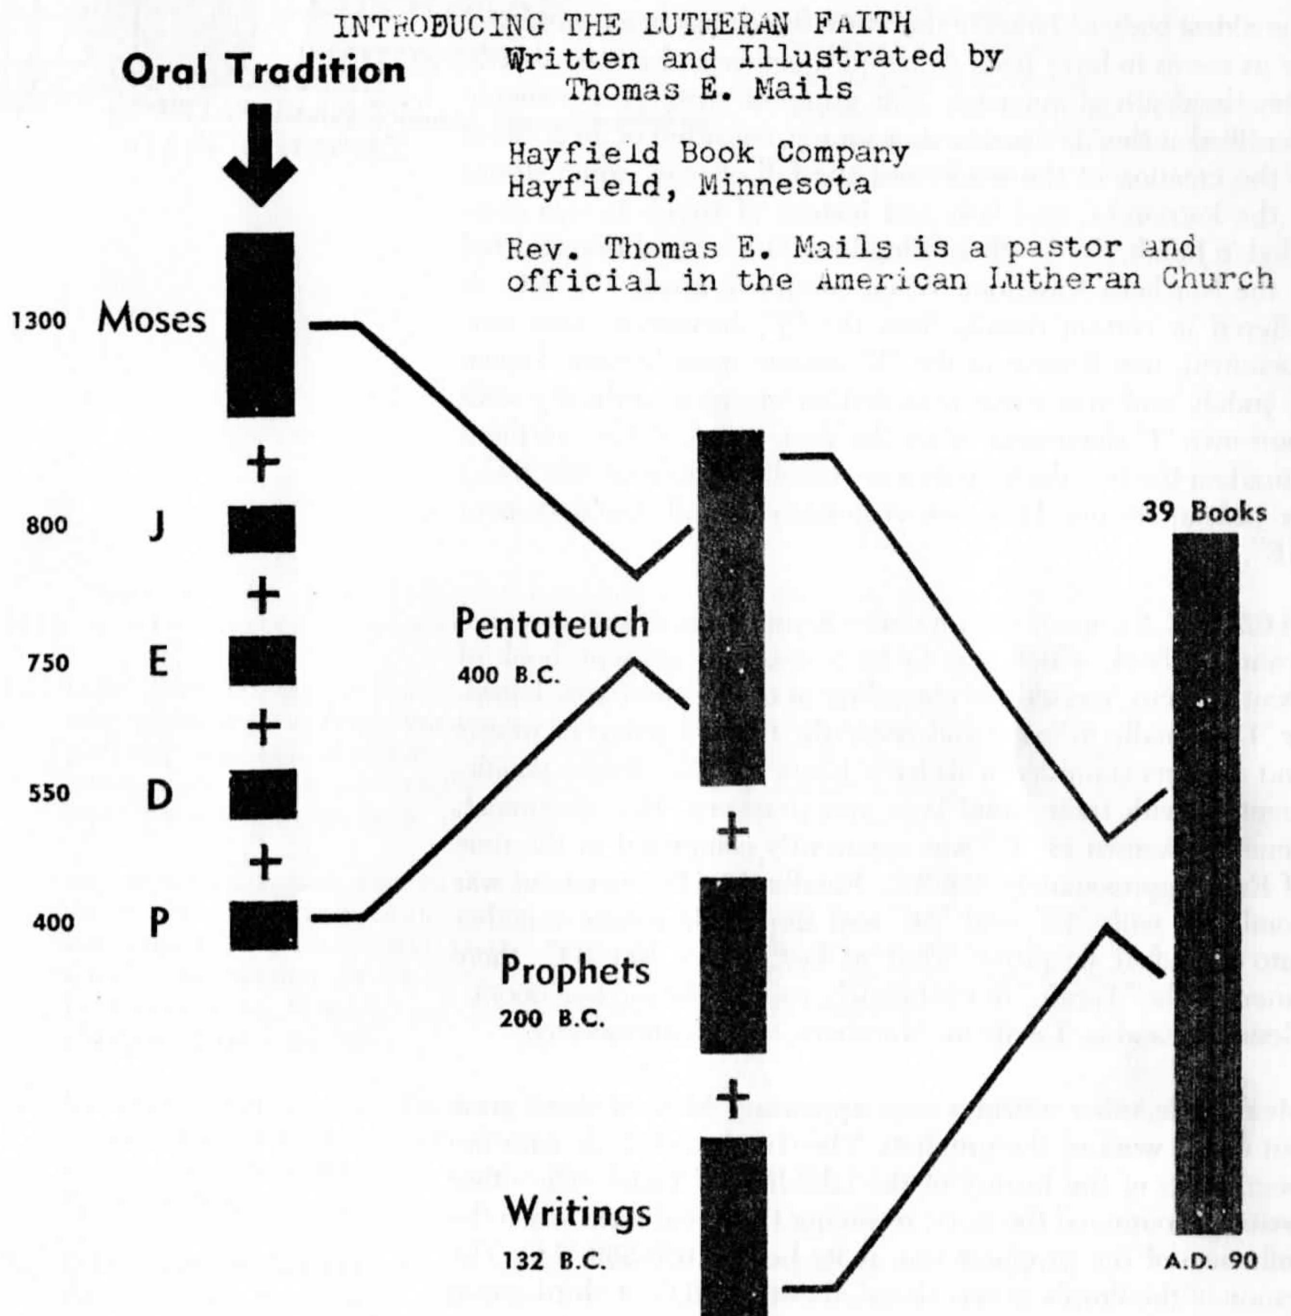 INTRODUCING THE LUTHERAN FAITH
Written and Illustrated by
Thomas E. Mails
Hayfield Book Company
Hayfield, Minnesota
Rev. Thomas E. Mails is a pastor and
official in the American Lutheran Church
Oral Tradition
1300 Moses
+
800 J
+
750 E
+
550 D
+
400 P
Pentateuch
400 B.C.
+
Prophets
200 B.C.
+
Writings
132 B.C.
39 Books
A.D. 90